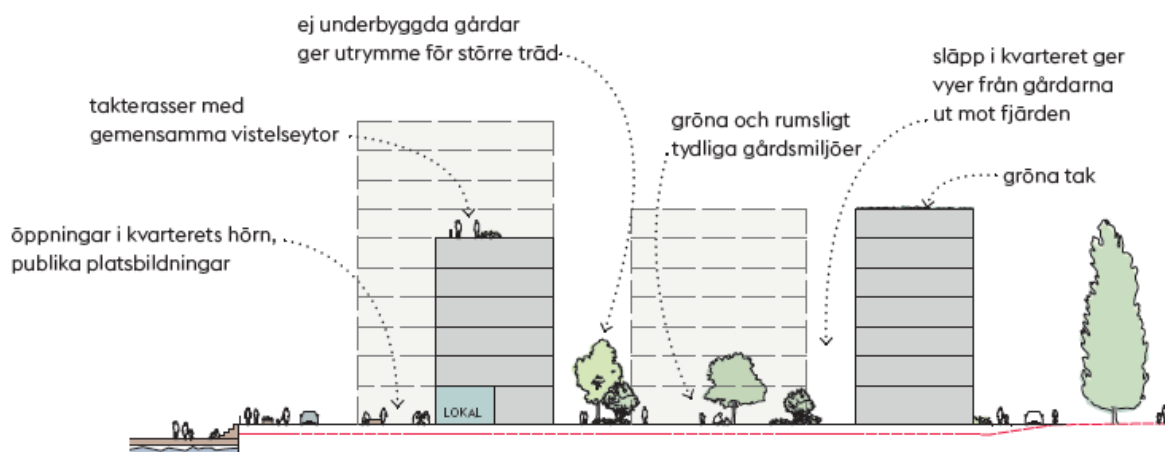 ej underbyggda gårdar
ger utrymme för större träd
släpp i kvarteret ger
vyer från gårdarna
ut mot fjärden
takterasser med
gemensamma vistelseytor
gröna och rumsligt
tydliga gårdsmiljöer
gröna tak
öppningar i kvarterets hörn,
publika platsbildningar
LOKAL